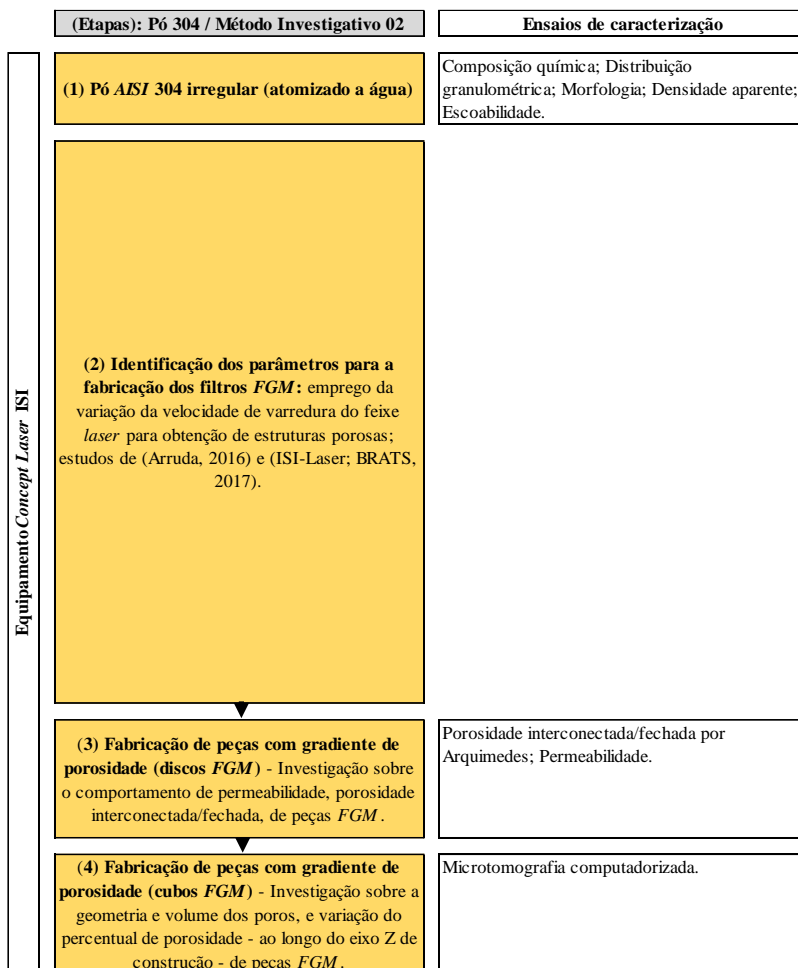 (Etapas): Pó 304 / Método Investigativo 02
Ensaios de caracterização
(1) Pó AISI 304 irregular (atomizado a água)
Composição química; Distribuição
granulométrica; Morfologia; Densidade aparente;
Escoabilidade.
Equipamento Concept Laser ISI
(2) Identificação dos parâmetros para a
fabricação dos filtros FGM: emprego da
variação da velocidade de varredura do feixe
laser para obtenção de estruturas porosas;
estudos de (Arruda, 2016) e (ISI-Laser; BRATS,
2017).
(3) Fabricação de peças com gradiente de
porosidade (discos FGM) - Investigação sobre
o comportamento de permeabilidade, porosidade
interconectada/fechada, de peças FGM.
Porosidade interconectada/fechada por
Arquimedes; Permeabilidade.
(4) Fabricação de peças com gradiente de
porosidade (cubos FGM) - Investigação sobre a
geometria e volume dos poros, e variação do
percentual de porosidade - ao longo do eixo Z de
construção - de peças FGM.
Microtomografia computadorizada.